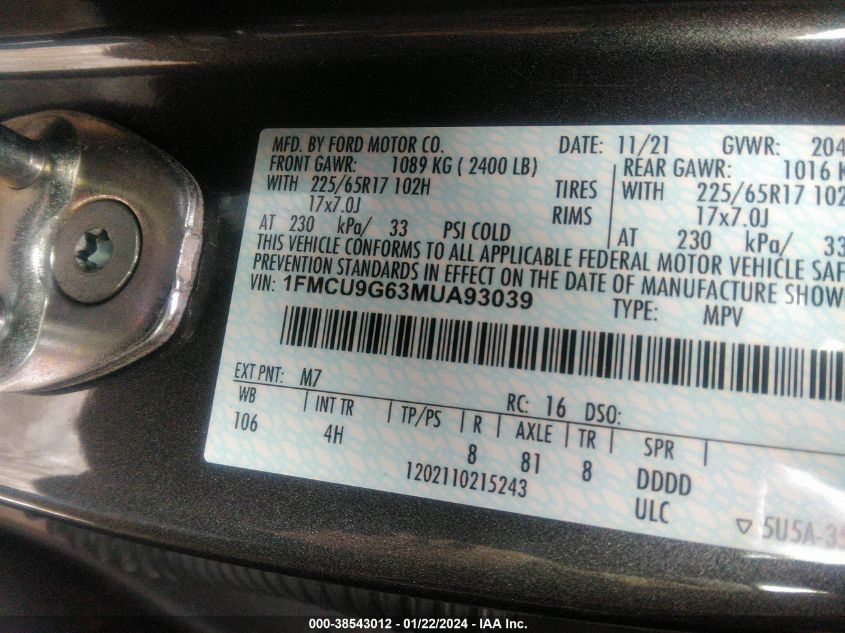 MFD. BY FORD MOTOR CO. DATE: 11/21 GVWR: 204
FRONT GAWR: 1089 KG ( 2400 LB) REAR GAWR: 1016 K
WITH 225/65R17 102H TIRES WITH 225/65R17 102
17x7.0J RIMS 17x7.0J
AT 230 kPa/ 33 PSI COLD AT 230 kPa/ 33
THIS VEHICLE CONFORMS TO ALL APPLICABLE FEDERAL MOTOR VEHICLE SAF
PREVENTION STANDARDS IN EFFECT ON THE DATE OF MANUFACTURE SHOW
VIN: 1FMCU9G63MUA93039 TYPE: MPV
EXT PNT: M7 RC: 16 DSO:
WB INT TR TP/PS R AXLE TR SPR
106 4H 8 81 8 DDDD
1202110215243 ULC
5U5A-35
000-38543012 - 01/22/2024 - IAA Inc.